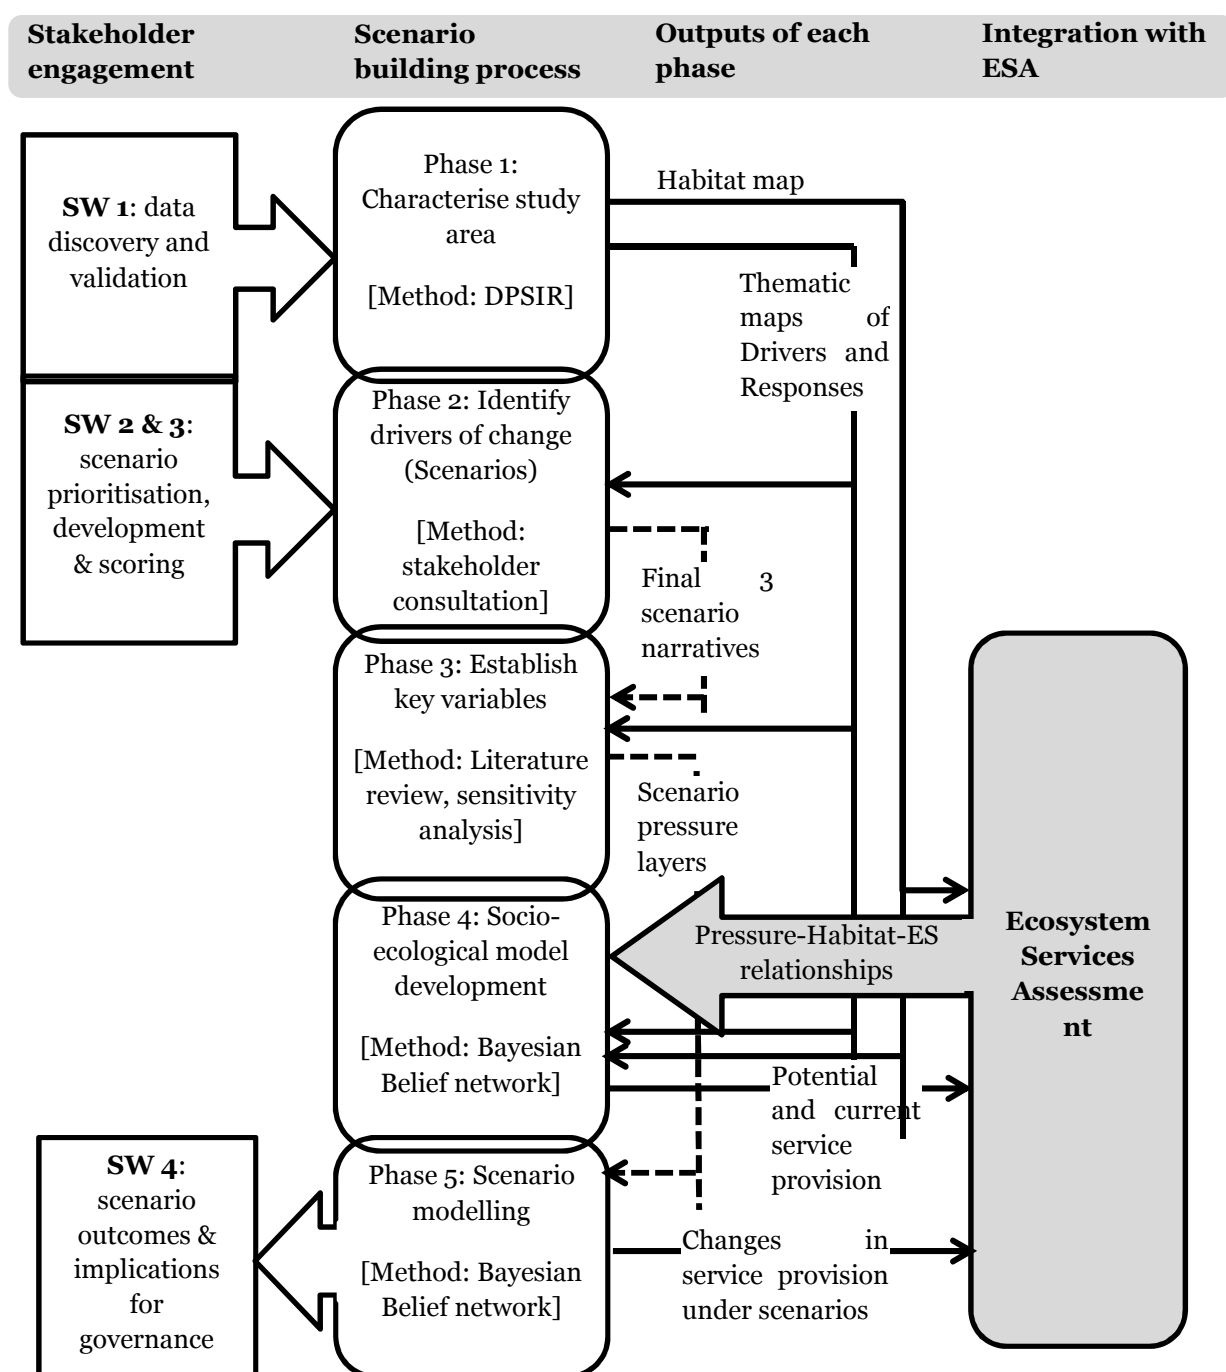 Stakeholder
engagement
Scenario
building process
Outputs of each
phase
Integration with
ESA
SW 1: data
discovery and
validation
Phase 1:
Characterise study
area
[Method: DPSIR]
Habitat map
Thematic
maps of
Drivers and
Responses
SW 2 & 3:
scenario
prioritisation,
development
& scoring
Phase 2: Identify
drivers of change
(Scenarios)
[Method:
stakeholder
consultation]
Final 3
scenario
narratives
Phase 3: Establish
key variables
[Method: Literature
review, sensitivity
analysis]
Scenario
pressure
layers
Phase 4: Socio-
ecological model
development
[Method: Bayesian
Belief network]
Pressure-Habitat-ES
relationships
Ecosystem
Services
Assessme
nt
Potential
and current
service
provision
SW 4:
scenario
outcomes &
implications
for
governance
Phase 5: Scenario
modelling
[Method: Bayesian
Belief network]
Changes in
service provision
under scenarios